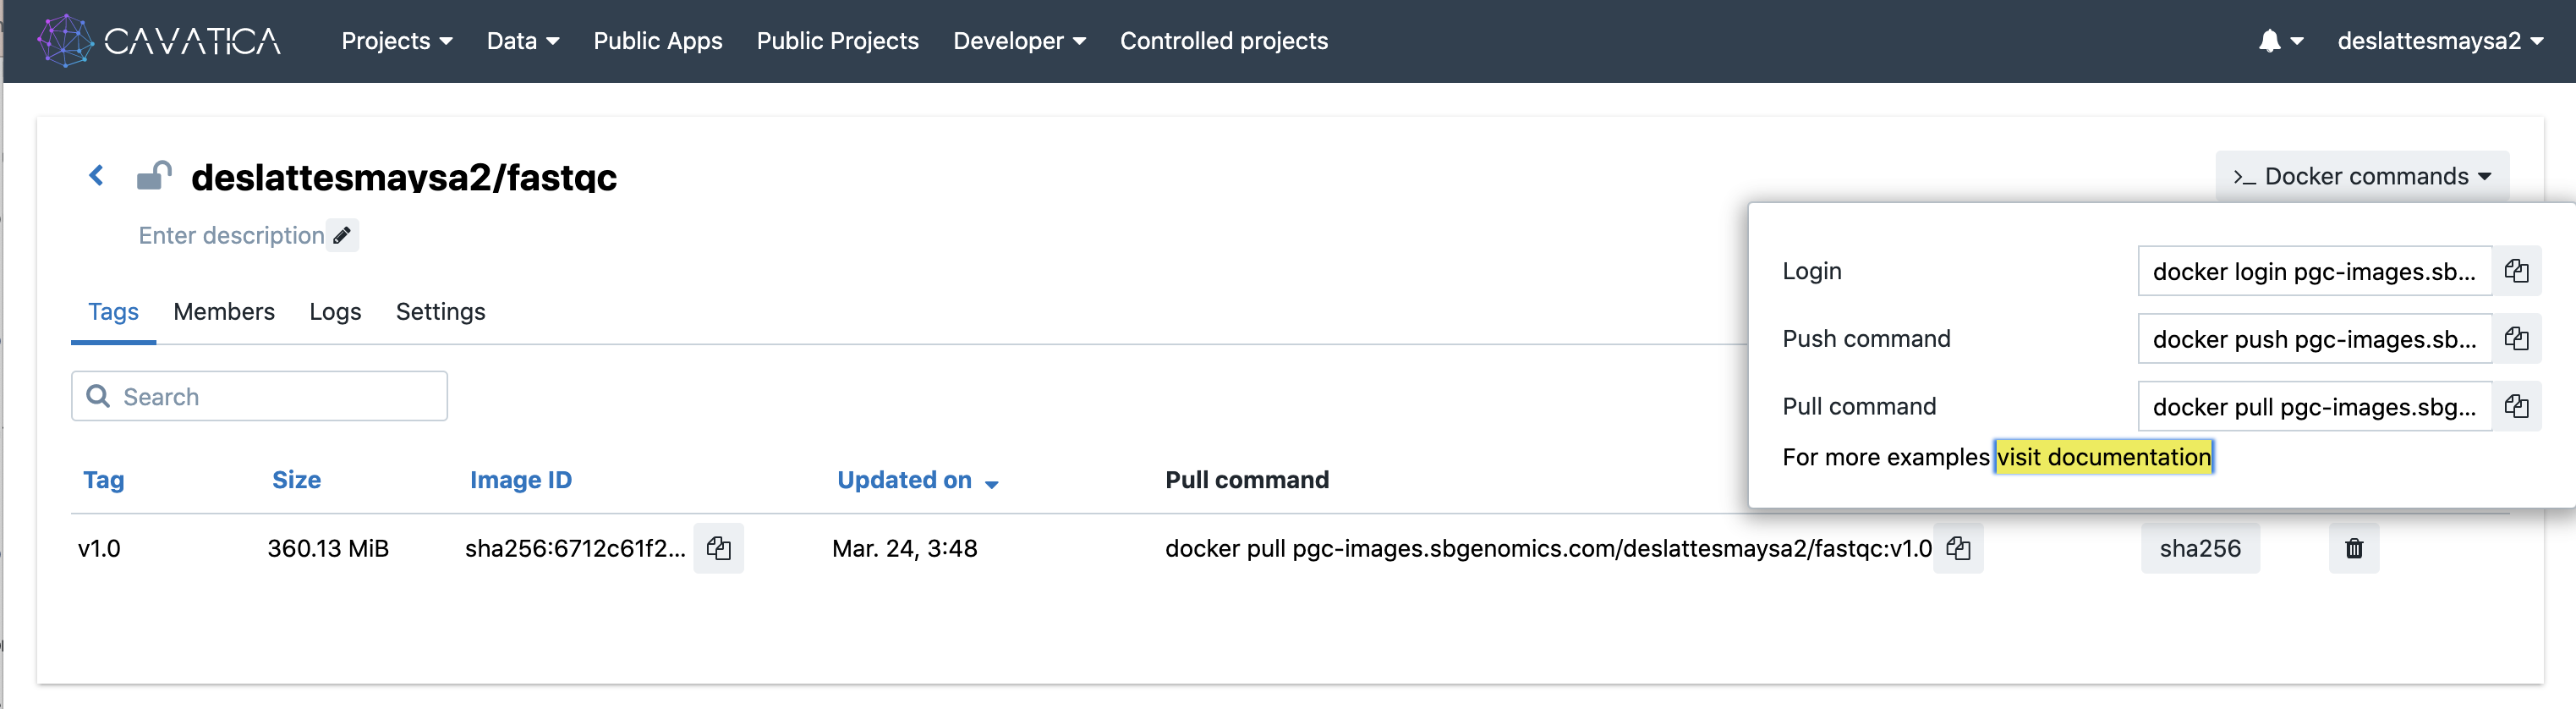 CAVATICA Projects Data Public Apps Public Projects Developer Controlled projects deslattesmaysa2
deslattesmaysa2/fastqc
>_ Docker commands
Enter description
Login docker login pgc-images.sb...
Push command docker push pgc-images.sb...
Pull command docker pull pgc-images.sbg...
For more examples visit documentation
Tags Members Logs Settings
Search
Tag Size Image ID Updated on Pull command
v1.0 360.13 MiB sha256:6712c61f2... Mar. 24, 3:48 docker pull pgc-images.sbgenomics.com/deslattesmaysa2/fastqc:v1.0 sha256